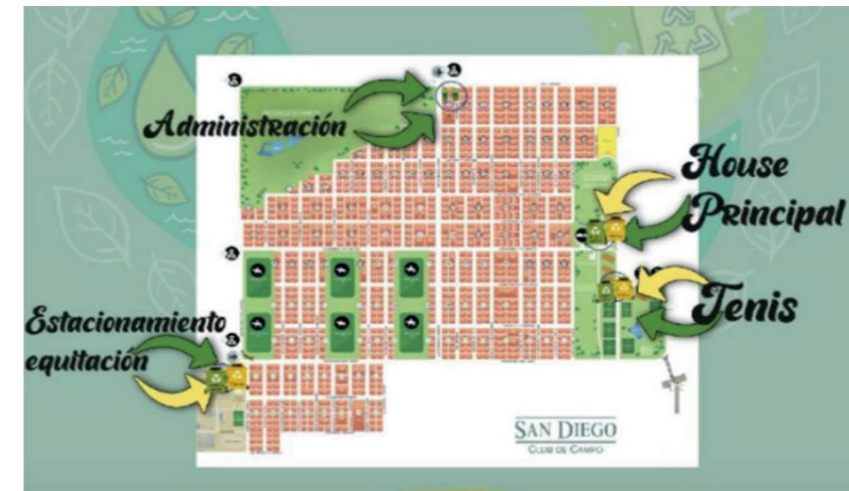 Administración
House
Principal
Tenis
Estacionamiento
equitación
SAN DIEGO
CLUB DE CAMPO